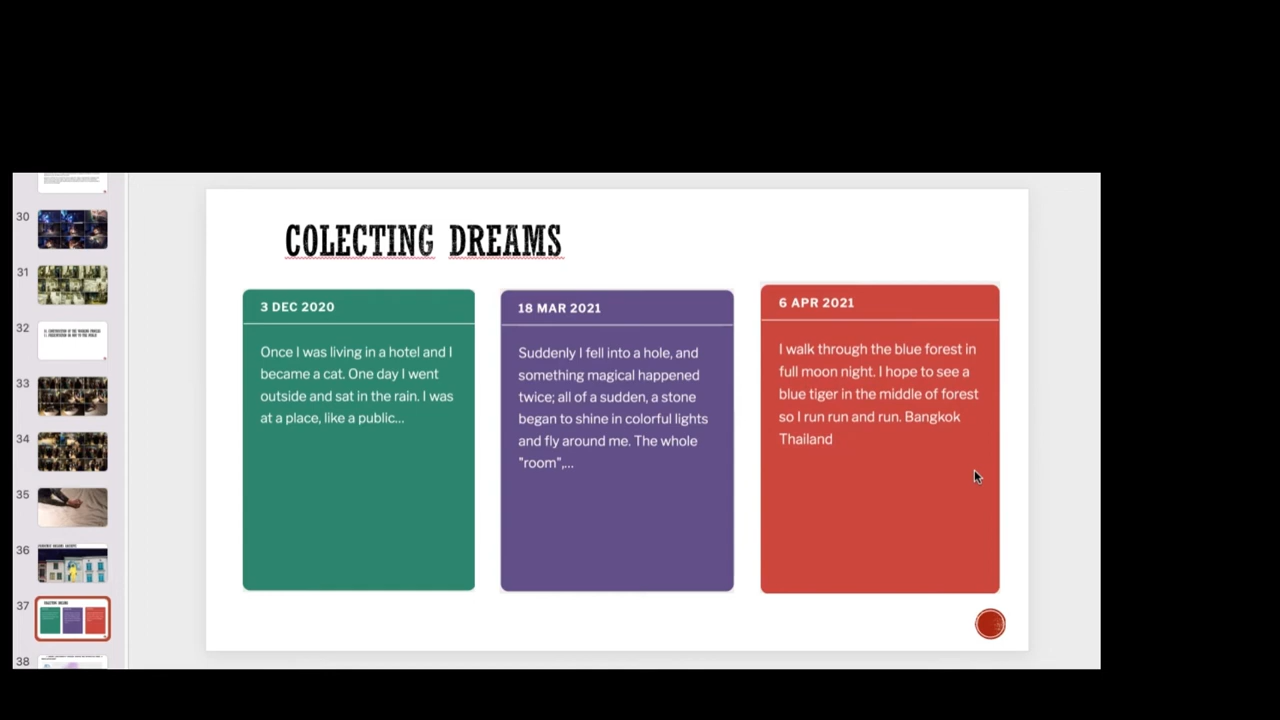 30
31
32
33
34
35
36
37
38
COLECTING DREAMS
3 DEC 2020
Once I was living in a hotel and I
became a cat. One day I went
outside and sat in the rain. I was
at a place, like a public...
18 MAR 2021
Suddenly I fell into a hole, and
something magical happened
twice; all of a sudden, a stone
began to shine in colorful lights
and fly around me. The whole
"room",...
6 APR 2021
I walk through the blue forest in
full moon night. I hope to see a
blue tiger in the middle of forest
so I run run and run. Bangkok
Thailand